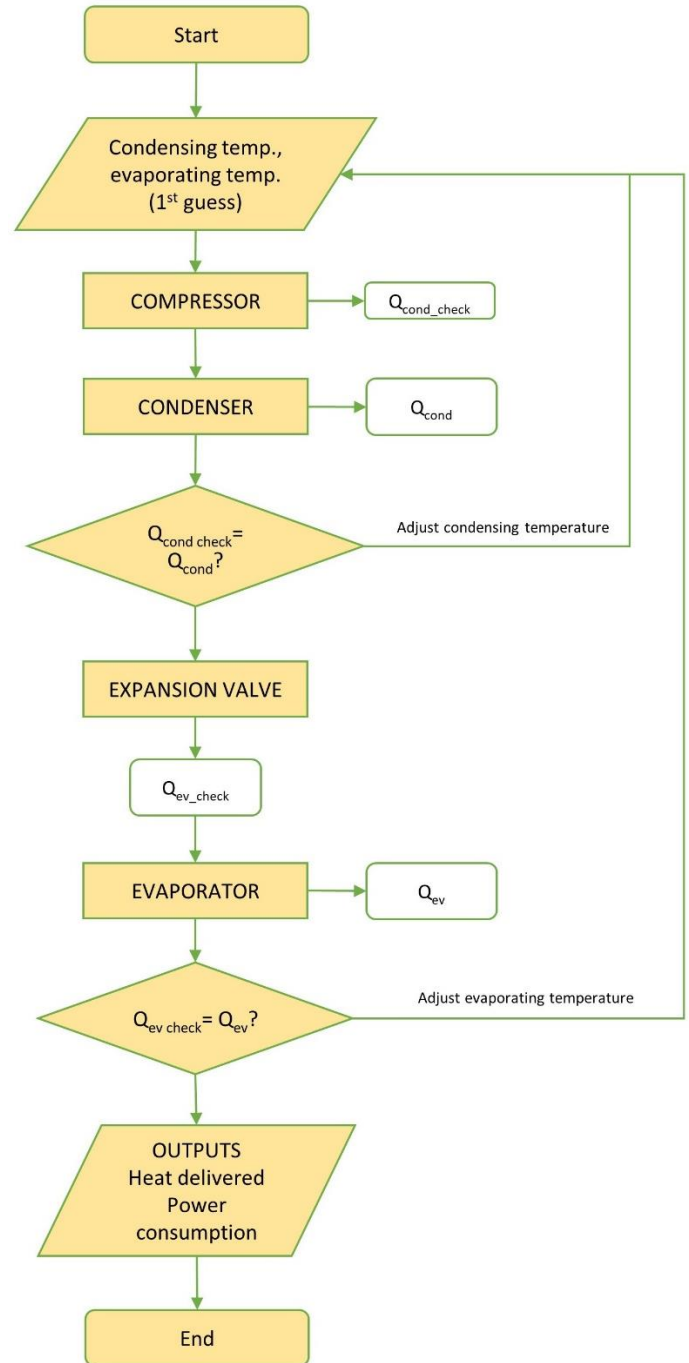 Start
Condensing temp.,
evaporating temp.
(1st guess)
COMPRESSOR
Qcond_check
CONDENSER
Qcond
Qcond check=
Qcond?
Adjust condensing temperature
EXPANSION VALVE
Qev_check
EVAPORATOR
Qev
Qev check= Qev?
Adjust evaporating temperature
OUTPUTS
Heat delivered
Power
consumption
End